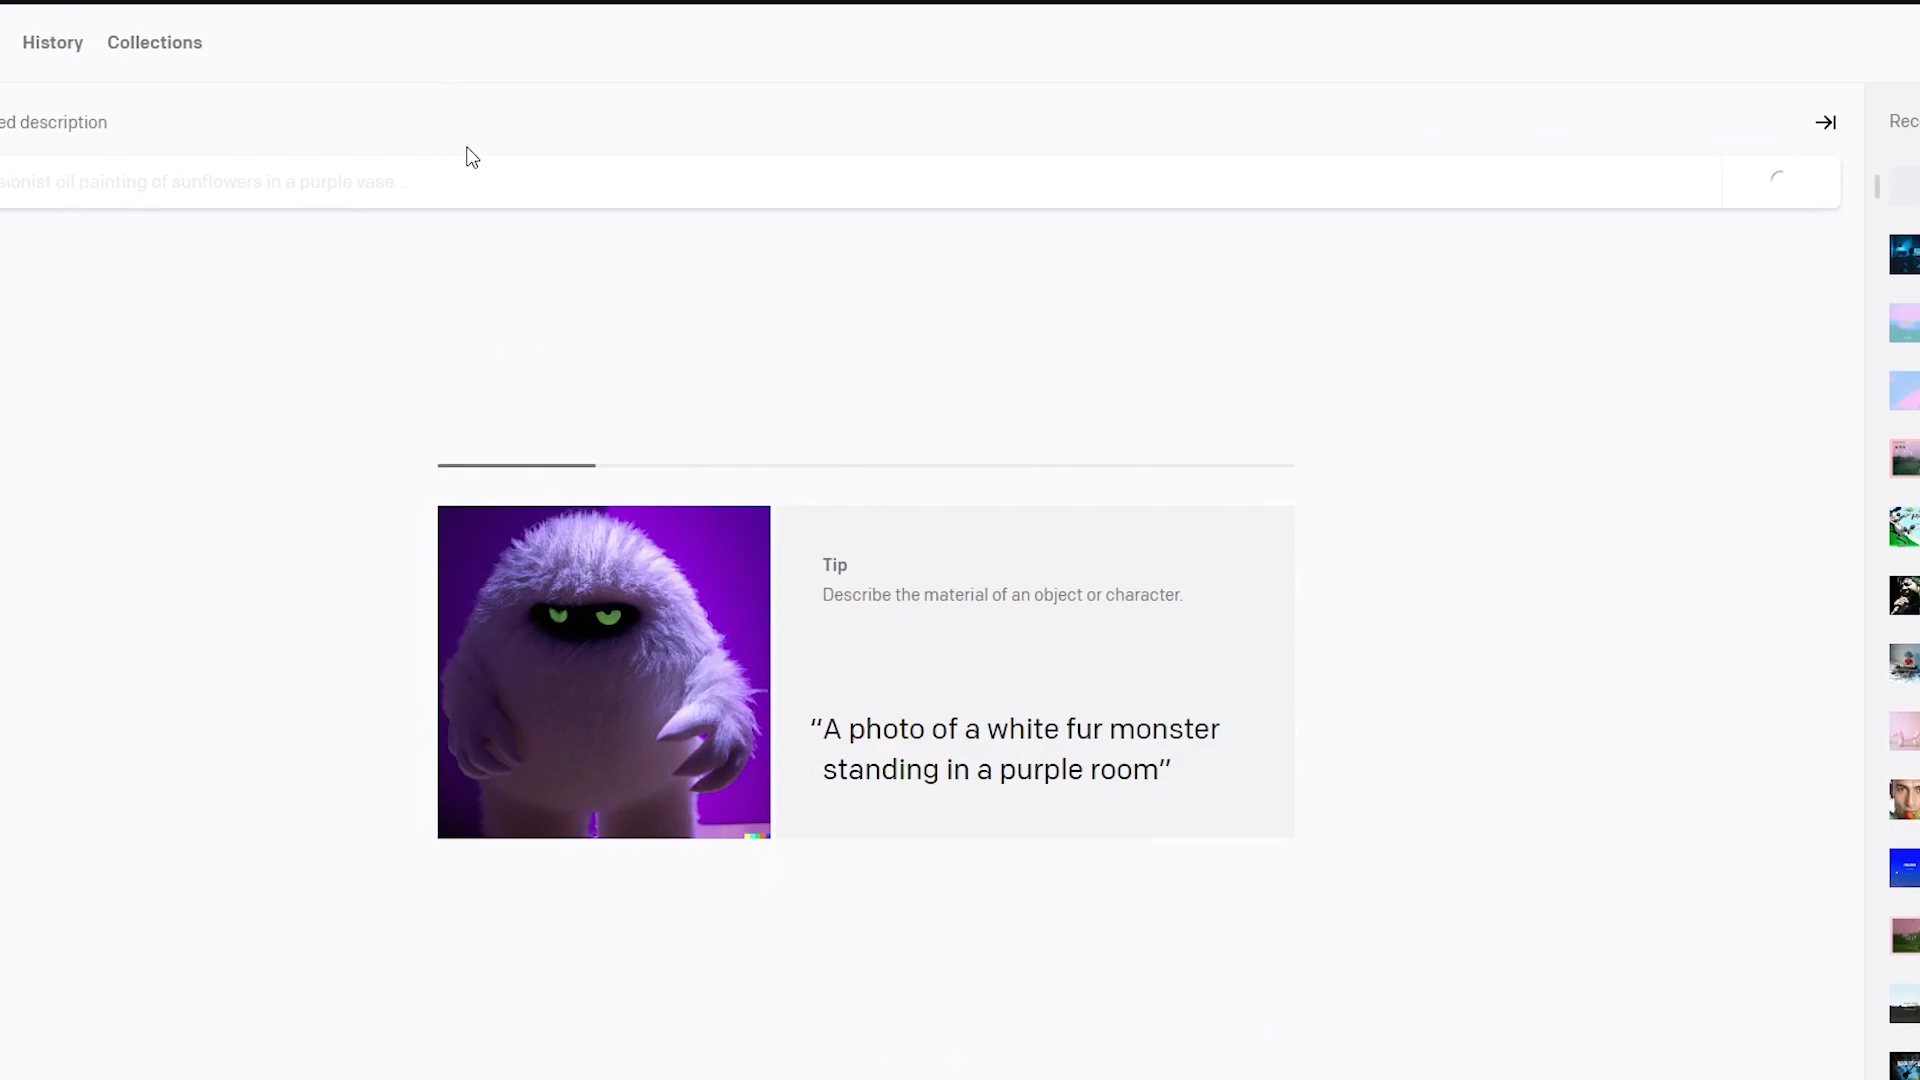 History Collections
ed description
Rec
sionist oil painting of sunflowers in a purple vase...
Tip
Describe the material of an object or character.
“A photo of a white fur monster
standing in a purple room”